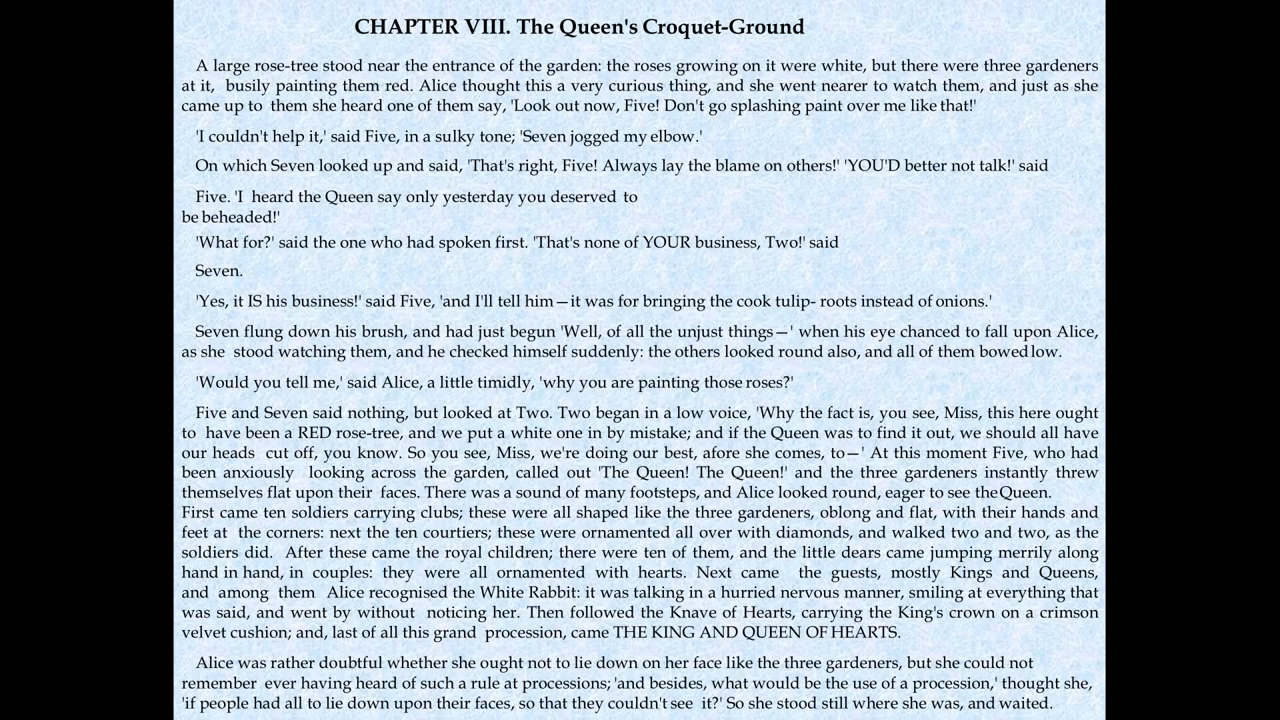 CHAPTER VIII. The Queen's Croquet-Ground
A large rose-tree stood near the entrance of the garden: the roses growing on it were white, but there were three gardeners
at it, busily painting them red. Alice thought this a very curious thing, and she went nearer to watch them, and just as she
came up to them she heard one of them say, 'Look out now, Five! Don't go splashing paint over me like that!'
'I couldn't help it,' said Five, in a sulky tone; 'Seven jogged my elbow.'
On which Seven looked up and said, 'That's right, Five! Always lay the blame on others!' 'YOU'D better not talk!' said
Five. 'I heard the Queen say only yesterday you deserved to
be beheaded!'
'What for?' said the one who had spoken first. 'That's none of YOUR business, Two!' said
Seven.
'Yes, it IS his business!' said Five, 'and I'll tell him—it was for bringing the cook tulip- roots instead of onions.'
Seven flung down his brush, and had just begun 'Well, of all the unjust things—' when his eye chanced to fall upon Alice,
as she stood watching them, and he checked himself suddenly: the others looked round also, and all of them bowed low.
'Would you tell me,' said Alice, a little timidly, 'why you are painting those roses?'
Five and Seven said nothing, but looked at Two. Two began in a low voice, 'Why the fact is, you see, Miss, this here ought
to have been a RED rose-tree, and we put a white one in by mistake; and if the Queen was to find it out, we should all have
our heads cut off, you know. So you see, Miss, we're doing our best, afore she comes, to—' At this moment Five, who had
been anxiously looking across the garden, called out 'The Queen! The Queen!' and the three gardeners instantly threw
themselves flat upon their faces. There was a sound of many footsteps, and Alice looked round, eager to see the Queen.
First came ten soldiers carrying clubs; these were all shaped like the three gardeners, oblong and flat, with their hands and
feet at the corners: next the ten courtiers; these were ornamented all over with diamonds, and walked two and two, as the
soldiers did. After these came the royal children; there were ten of them, and the little dears came jumping merrily along
hand in hand, in couples: they were all ornamented with hearts. Next came the guests, mostly Kings and Queens,
and among them Alice recognised the White Rabbit: it was talking in a hurried nervous manner, smiling at everything that
was said, and went by without noticing her. Then followed the Knave of Hearts, carrying the King's crown on a crimson
velvet cushion; and, last of all this grand procession, came THE KING AND QUEEN OF HEARTS.
Alice was rather doubtful whether she ought not to lie down on her face like the three gardeners, but she could not
remember ever having heard of such a rule at processions; 'and besides, what would be the use of a procession,' thought she,
'if people had all to lie down upon their faces, so that they couldn't see it?' So she stood still where she was, and waited.